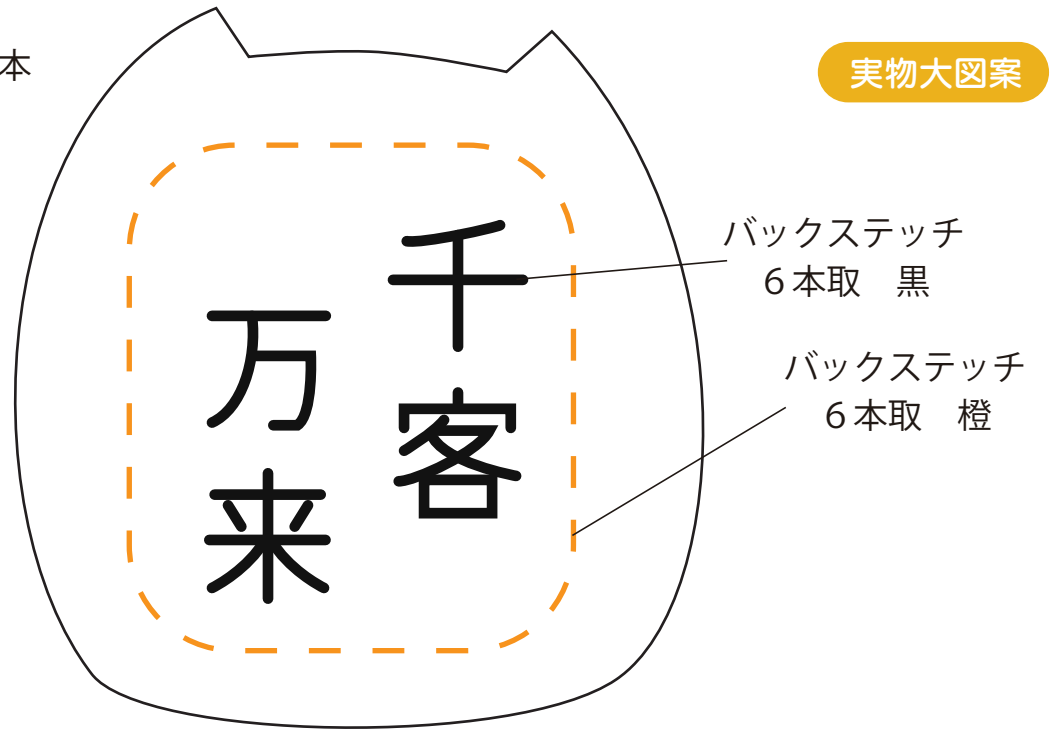 本
実物大図案
千客
万来
バックステッチ
６本取　黒
バックステッチ
６本取　橙